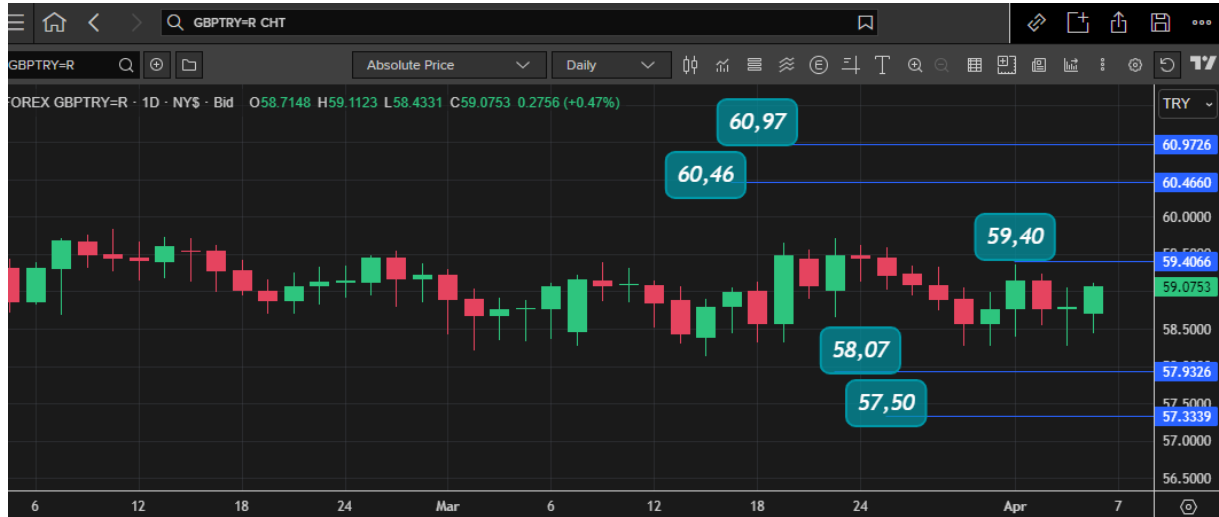 GBPTRY=R CHT
GBPTRY=R
Absolute Price
Daily
FOREX GBPTRY=R · 1D · NY$ · Bid O58.7148 H59.1123 L58.4331 C59.0753 0.2756 (+0.47%)
TRY
60,97
60.9726
60,46
60.4660
60.0000
59,40
59.4066
59.0753
58.5000
58,07
57.9326
57,50
57.5000
57.3339
57.0000
56.5000
6 12 18 24 Mar 6 12 18 24 Apr 7